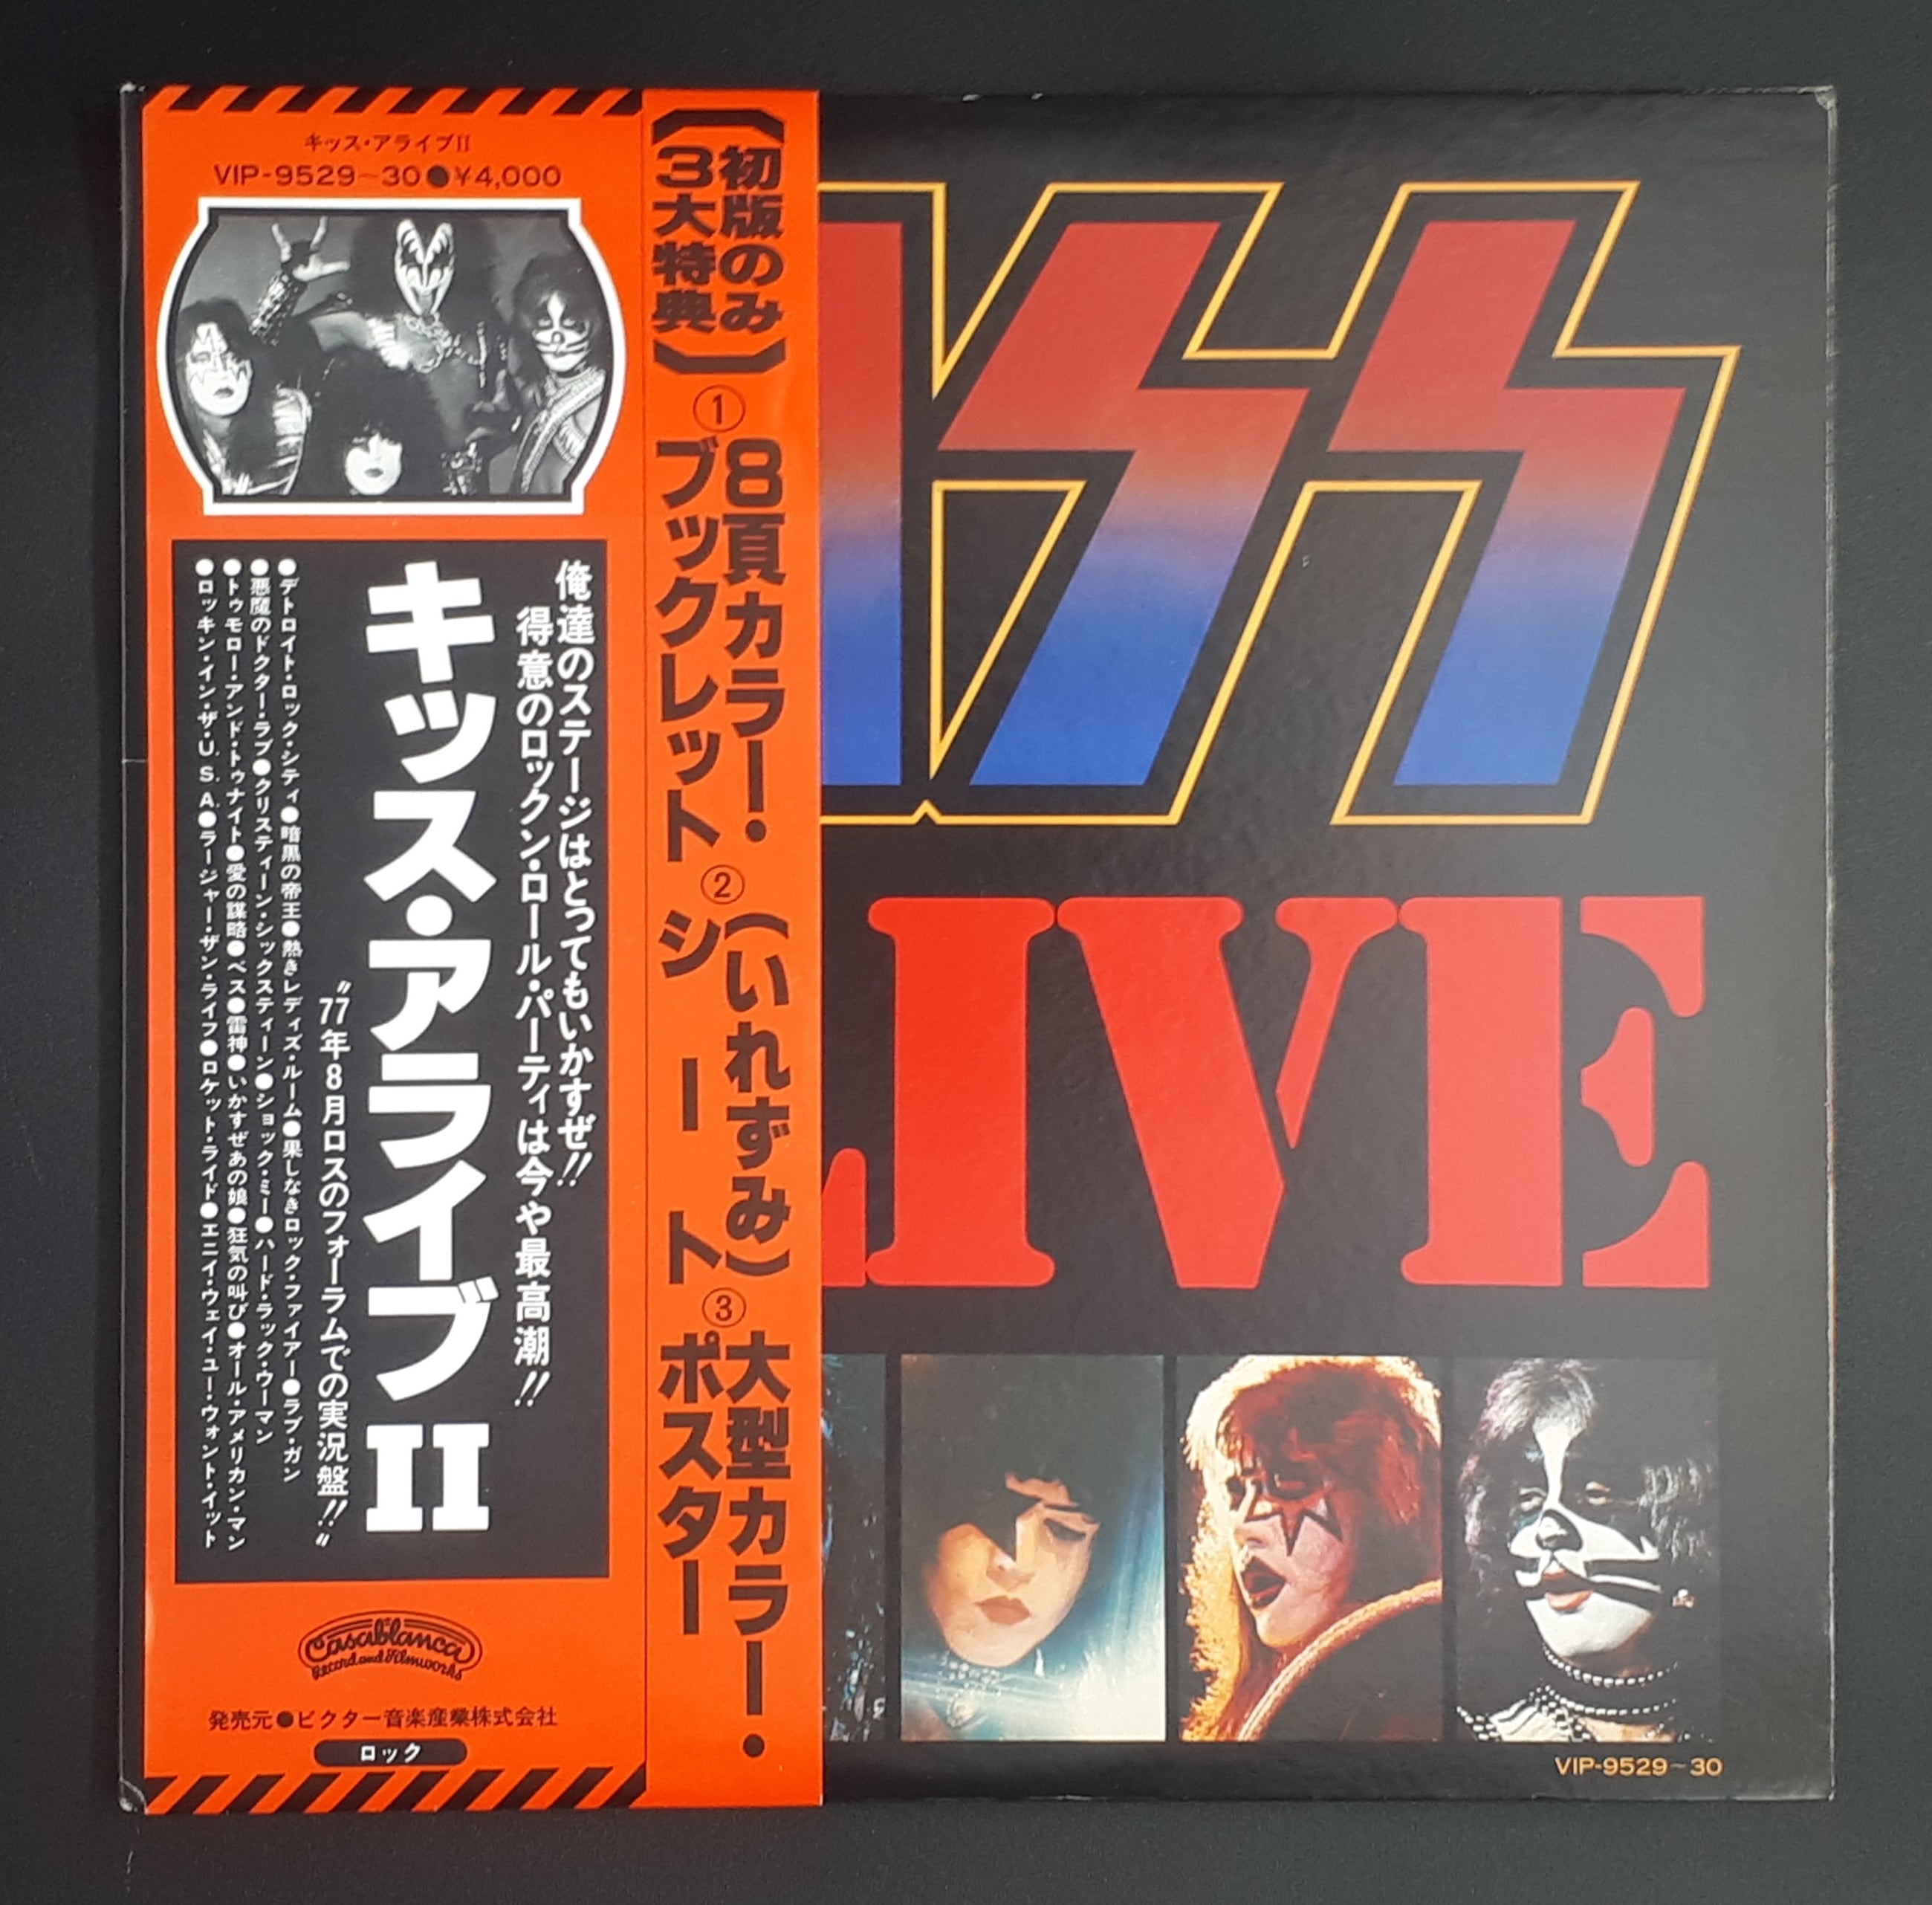 キッス・アライブII
VIP-9529~30●¥4,000
俺達のステージはとってもいかすぜ!!
得意のロックン・ロール・パーティは今や最高潮!!
キッス・アライブII
〝77年8月ロスのフォーラムでの実況盤!!〟
●デトロイト・ロック・シティ●暗黒の帝王●熱きレディズ・ルーム●果しなきロック・ファイアー●ラブ・ガン
●悪魔のドクター・ラブ●クリスティーン・シックスティーン●ショック・ミー●ハード・ラック・ウーマン
●トゥモロー・アンド・トゥナイト●愛の謀略●ベス●雷神●いかすぜあの娘●狂気の叫び●オール・アメリカン・マン
●ロッキン・イン・ザ・U.S.A.●ラージャー・ザン・ライフ●ロケット・ライド●エニイ・ウェイ・ユー・ウォント・イット
Casablanca
Record and Filmworks
発売元●ビクター音楽産業株式会社
ロック
【初版のみ
3大特典】
①8頁カラー!・
ブックレット
②(いれずみ)
シート
③大型カラー・
ポスター
ISS
LIVE
VIP-9529~30